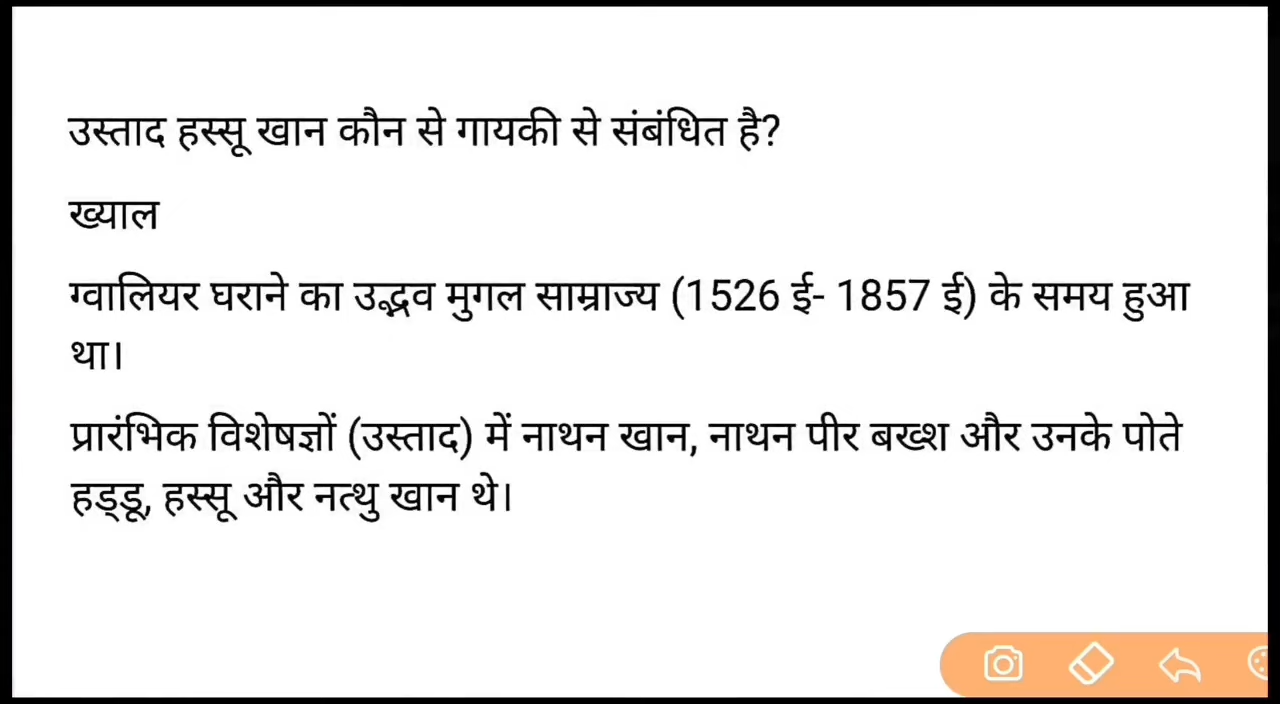 उस्ताद हस्सू खान कौन से गायकी से संबंधित है?
ख्याल
ग्वालियर घराने का उद्भव मुगल साम्राज्य (1526 ई- 1857 ई) के समय हुआ
था।
प्रारंभिक विशेषज्ञों (उस्ताद) में नाथन खान, नाथन पीर बख्श और उनके पोते
हड्डू, हस्सू और नत्थु खान थे।